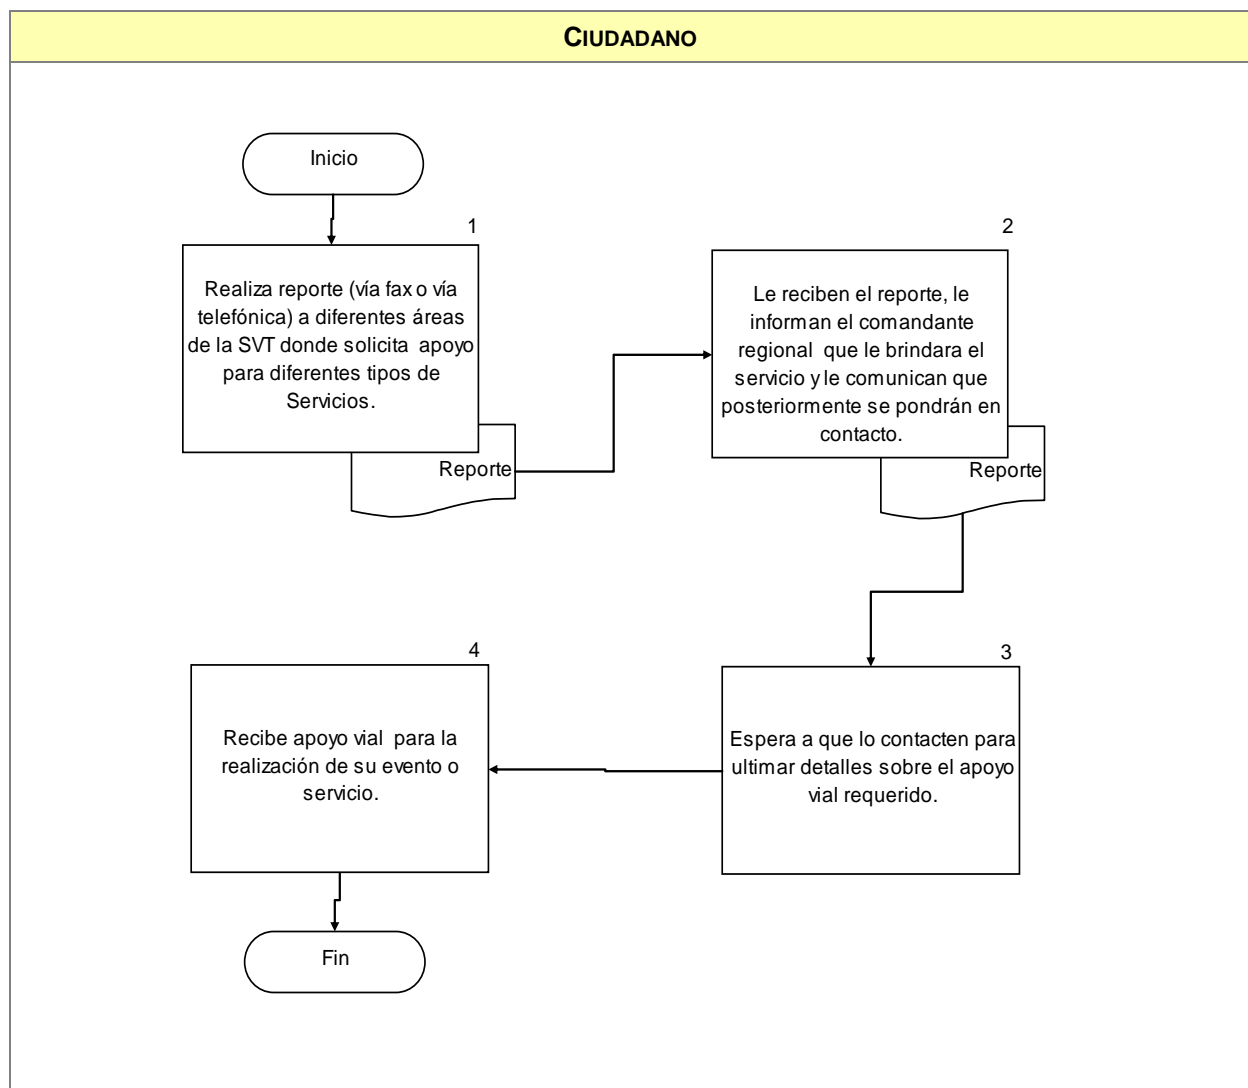 CIUDADANO
Inicio
1
Realiza reporte (vía fax o vía
telefónica) a diferentes áreas
de la SVT donde solicita apoyo
para diferentes tipos de
Servicios.
Reporte
2
Le reciben el reporte, le
informan el comandante
regional que le brindara el
servicio y le comunican que
posteriormente se pondrán en
contacto.
Reporte
3
Espera a que lo contacten para
ultimar detalles sobre el apoyo
vial requerido.
4
Recibe apoyo vial para la
realización de su evento o
servicio.
Fin